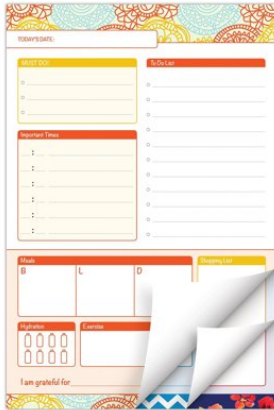 TODAY'S DATE:
MUST DO!
To Do List
Important Times
:
:
:
:
:
:
Meals
B L D
Shopping List
Hydration
Exercise
I am grateful for